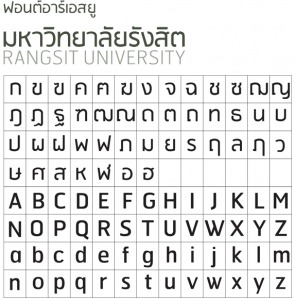 ฟอนต์อาร์เอสยู
มหาวิทยาลัยรังสิต
RANGSIT UNIVERSITY
ก ข ฃ ค ฅ ฆ ง จ ฉ ช ซ ฌ ญ
ฎ ฏ ฐ ฑ ฒ ณ ด ต ถ ท ธ น บ
ป ผ ฝ พ ฟ ภ ม ย ร ฤ ล ฦ ว
ษ ศ ส ห ฬ อ ฮ
A B C D E F G H I J K L M
N O P Q R S T U V W X Y Z
a b c d e f g h i j k l m
n o p q r s t u v w x y z